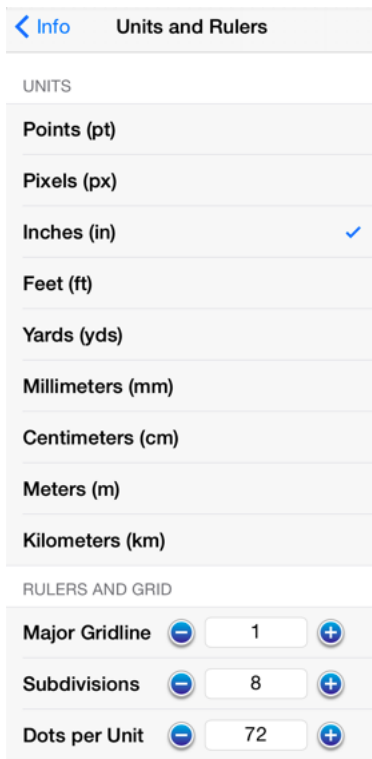 Info Units and Rulers
UNITS
Points (pt)
Pixels (px)
Inches (in)
Feet (ft)
Yards (yds)
Millimeters (mm)
Centimeters (cm)
Meters (m)
Kilometers (km)
RULERS AND GRID
Major Gridline 1
Subdivisions 8
Dots per Unit 72